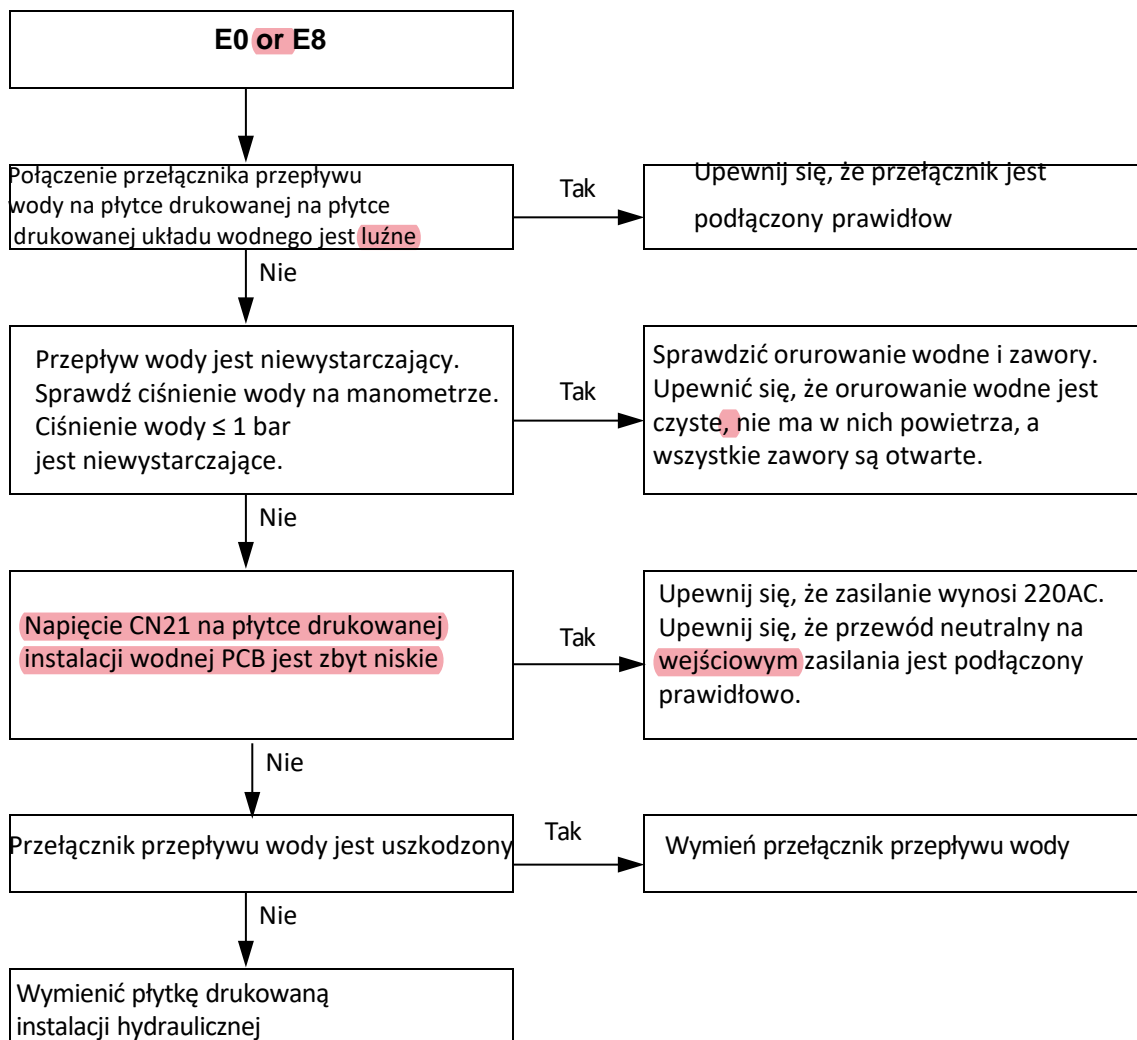 E0 or E8
Połączenie przełącznika przepływu
wody na płytce drukowanej na płytce
drukowanej układu wodnego jest luźne
Tak
Upewnij się, że przełącznik jest
podłączony prawidłow
Nie
Przepływ wody jest niewystarczający.
Sprawdź ciśnienie wody na manometrze.
Ciśnienie wody ≤ 1 bar
jest niewystarczające.
Tak
Sprawdzić orurowanie wodne i zawory.
Upewnić się, że orurowanie wodne jest
czyste, nie ma w nich powietrza, a
wszystkie zawory są otwarte.
Nie
Napięcie CN21 na płytce drukowanej
instalacji wodnej PCB jest zbyt niskie
Tak
Upewnij się, że zasilanie wynosi 220AC.
Upewnij się, że przewód neutralny na
wejściowym zasilania jest podłączony
prawidłowo.
Nie
Przełącznik przepływu wody jest uszkodzony
Tak
Wymień przełącznik przepływu wody
Nie
Wymienić płytkę drukowaną
instalacji hydraulicznej